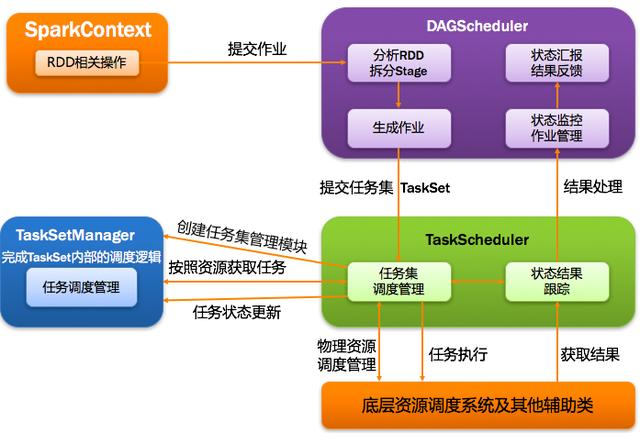 SparkContext
RDD相关操作
提交作业
DAGScheduler
分析RDD
拆分Stage
状态汇报
结果反馈
生成作业
状态监控
作业管理
提交任务集 TaskSet
结果处理
TaskSetManager
完成TaskSet内部的调度逻辑
任务调度管理
创建任务集管理模块
按照资源获取任务
任务状态更新
TaskScheduler
任务集
调度管理
状态结果
跟踪
物理资源
调度管理
任务执行
获取结果
底层资源调度系统及其他辅助类